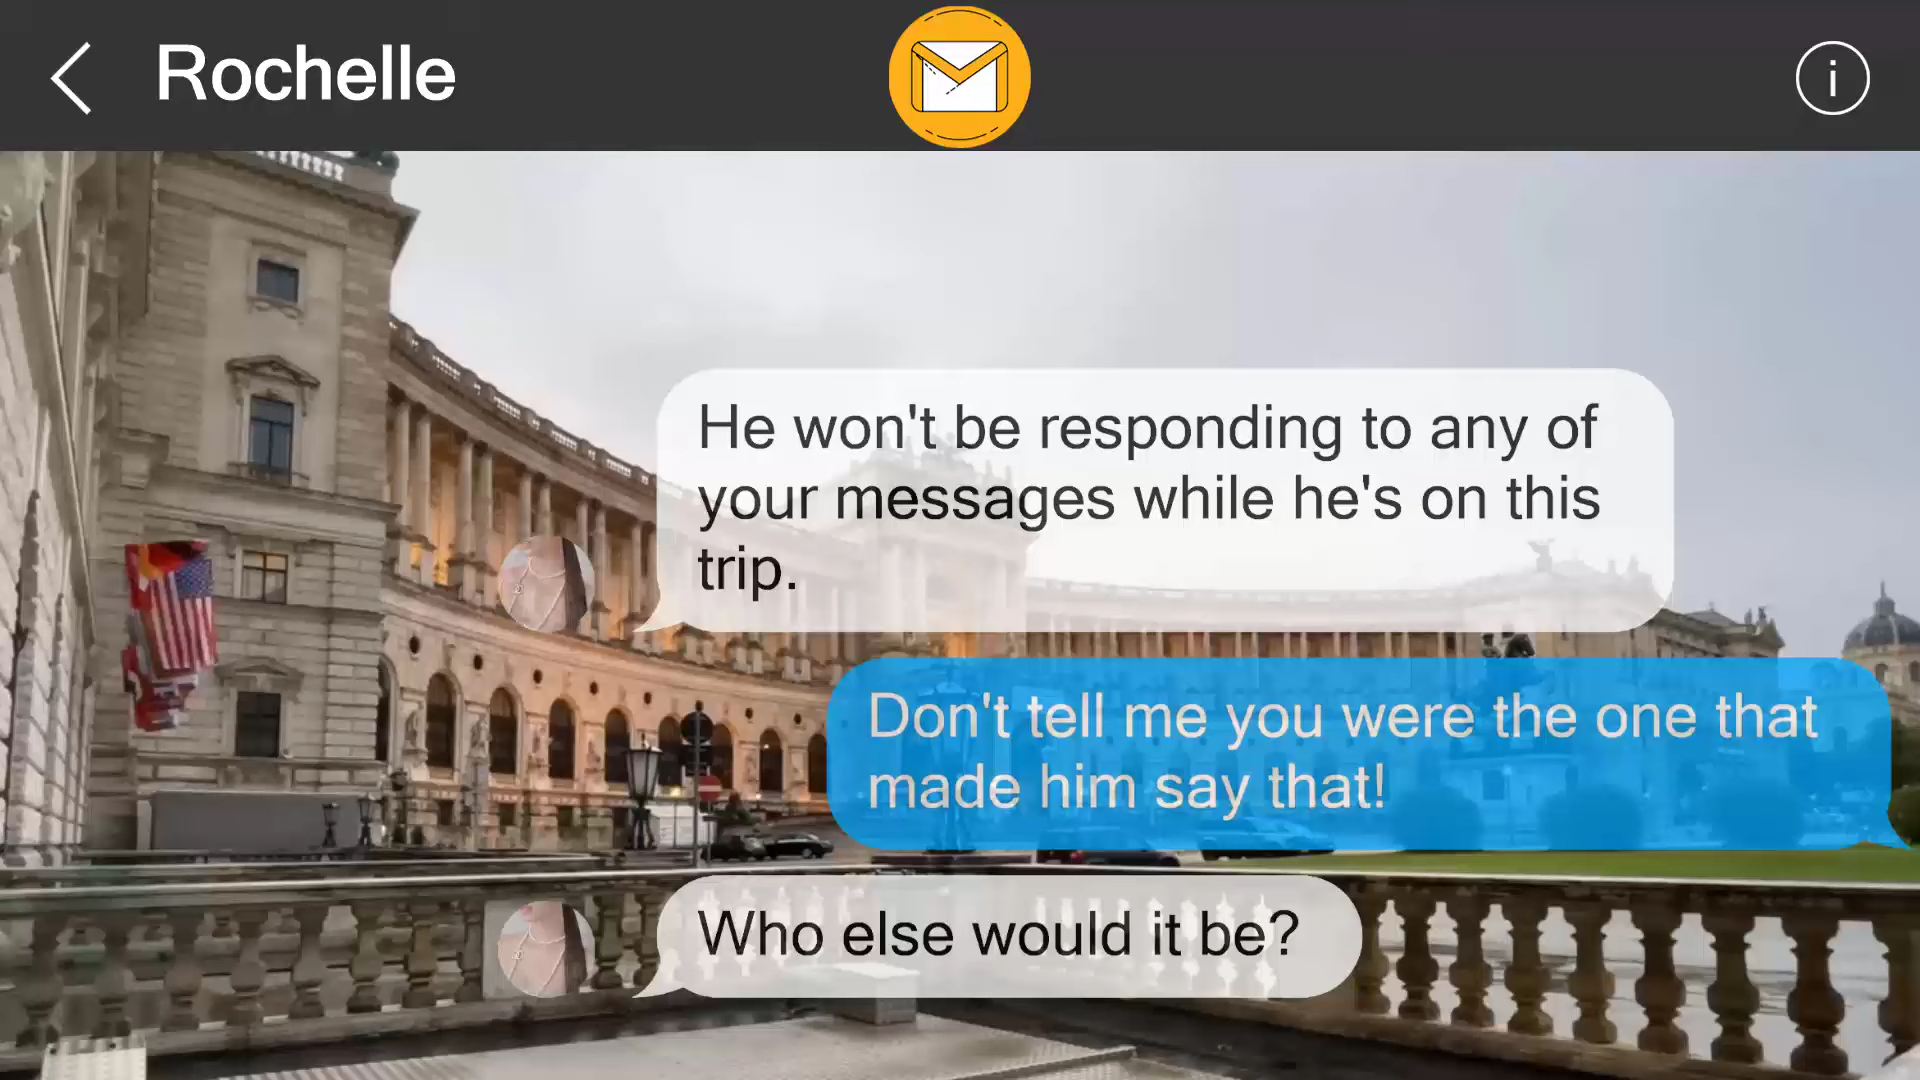 Rochelle
i
He won't be responding to any of
your messages while he's on this
trip.
Don't tell me you were the one that
made him say that!
Who else would it be?